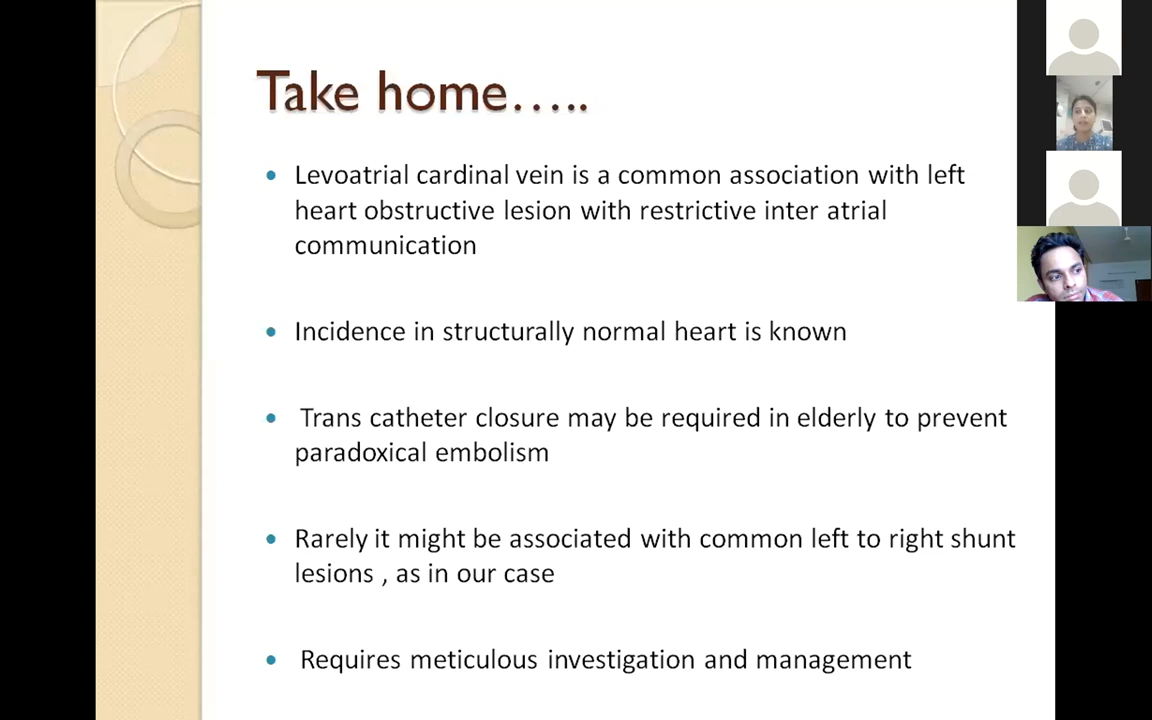 Take home.....
Levoatrial cardinal vein is a common association with left
heart obstructive lesion with restrictive inter atrial
communication
Incidence in structurally normal heart is known
Trans catheter closure may be required in elderly to prevent
paradoxical embolism
Rarely it might be associated with common left to right shunt
lesions , as in our case
Requires meticulous investigation and management